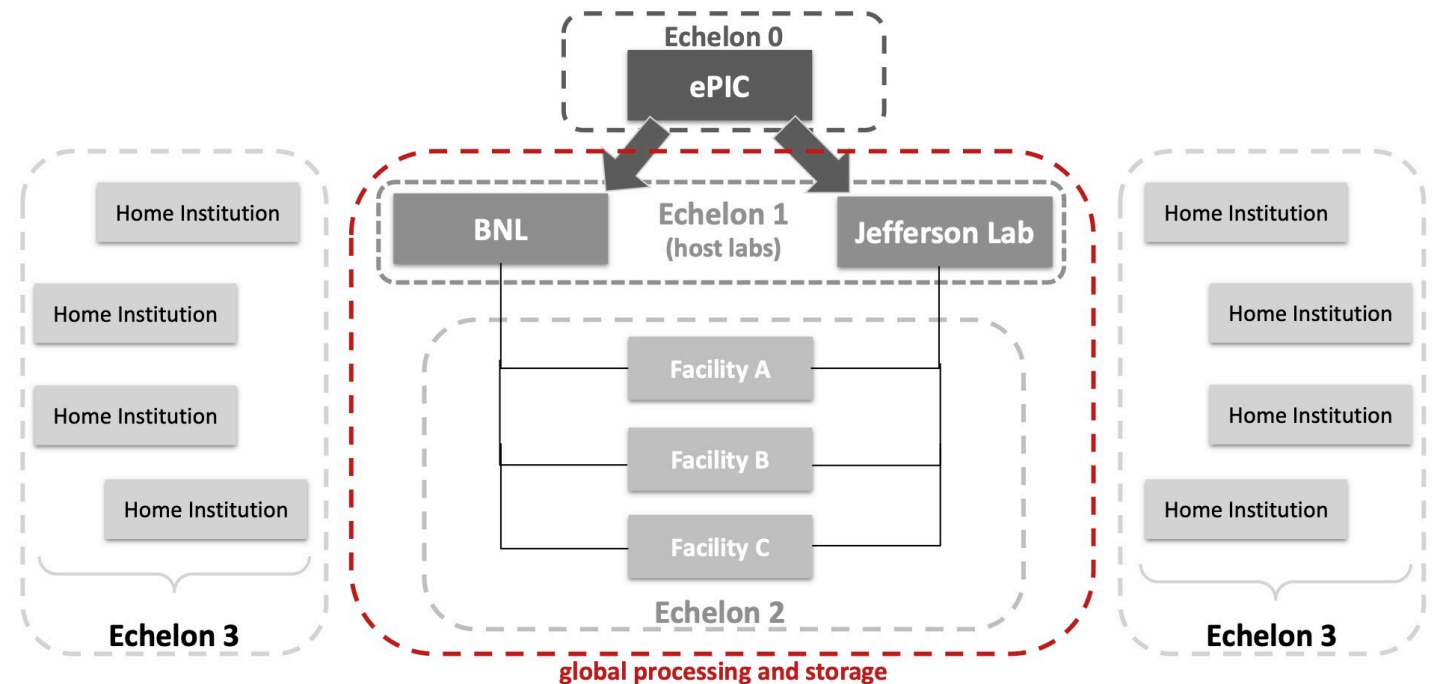 Echelon 0
ePIC
BNL
Echelon 1
(host labs)
Jefferson Lab
Home Institution
Home Institution
Home Institution
Home Institution
Echelon 3
Facility A
Facility B
Facility C
Echelon 2
global processing and storage
Home Institution
Home Institution
Home Institution
Home Institution
Echelon 3